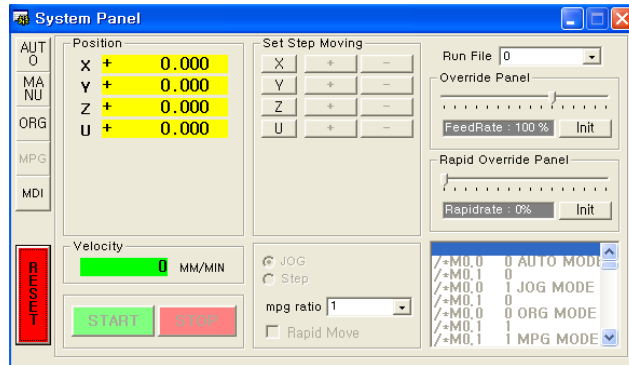 System Panel
AUTO
MANU
ORG
MPG
MDI
RESET
Position
X + 0.000
Y + 0.000
Z + 0.000
U + 0.000
Set Step Moving
X + -
Y + -
Z + -
U + -
Run File 0
Override Panel
FeedRate : 100 % Init
Rapid Override Panel
Rapidrate : 0% Init
Velocity
0 MM/MIN
START STOP
JOG
Step
mpg ratio 1
Rapid Move
/*M0,0 0 AUTO MODE
/*M0,1 0
/*M0,0 1 JOG MODE
/*M0,1 0
/*M0,0 0 ORG MODE
/*M0,1 1
/*M0,1 1 MPG MODE